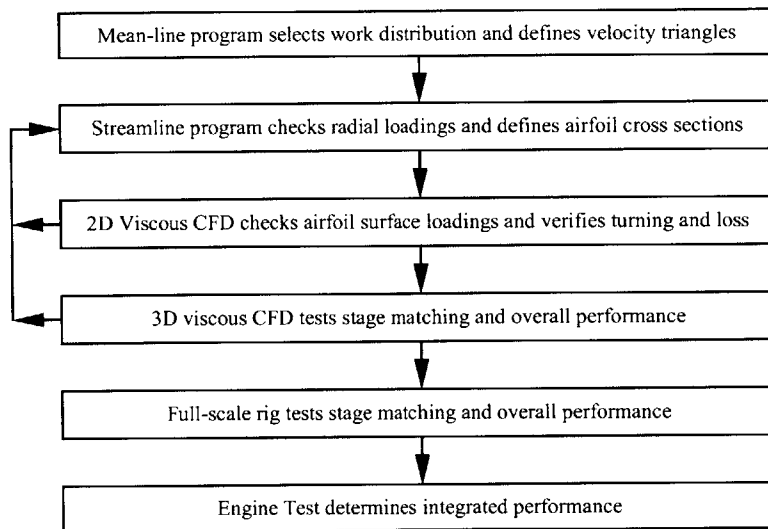 Mean-line program selects work distribution and defines velocity triangles
Streamline program checks radial loadings and defines airfoil cross sections
2D Viscous CFD checks airfoil surface loadings and verifies turning and loss
3D viscous CFD tests stage matching and overall performance
Full-scale rig tests stage matching and overall performance
Engine Test determines integrated performance